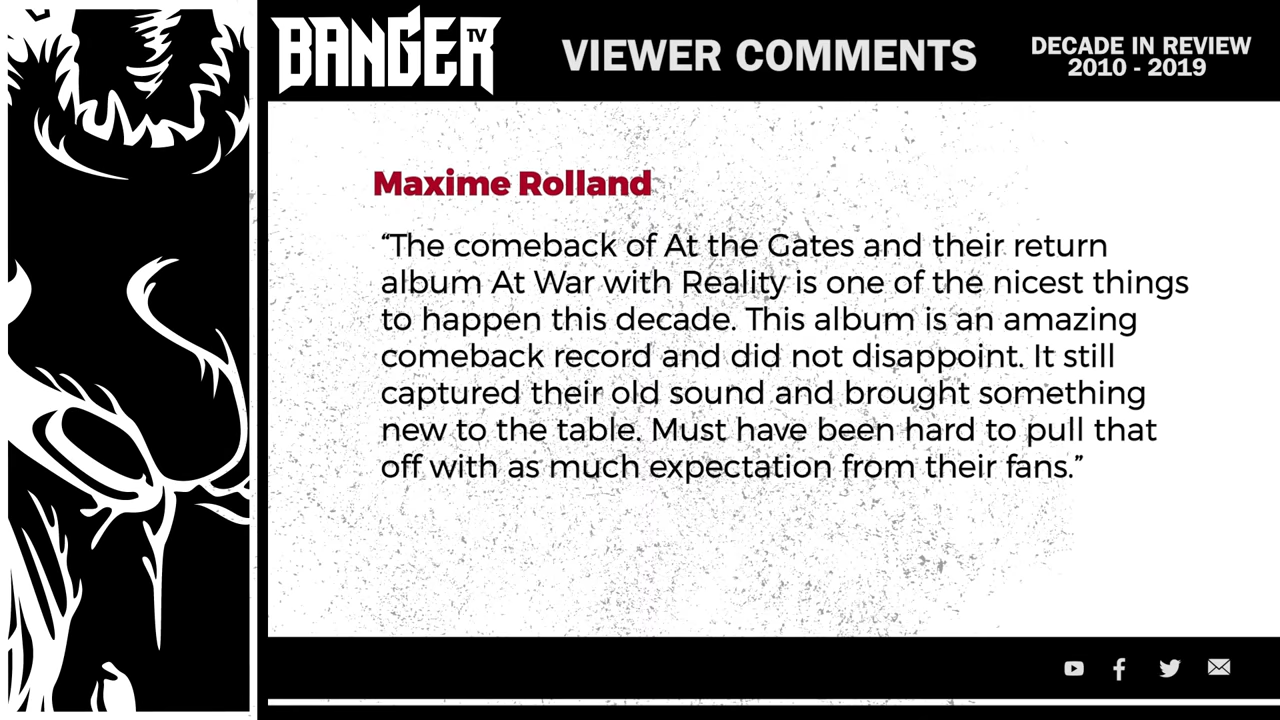 BANGER TV
VIEWER COMMENTS
DECADE IN REVIEW
2010 - 2019
Maxime Rolland
“The comeback of At the Gates and their return
album At War with Reality is one of the nicest things
to happen this decade. This album is an amazing
comeback record and did not disappoint. It still
captured their old sound and brought something
new to the table. Must have been hard to pull that
off with as much expectation from their fans.”